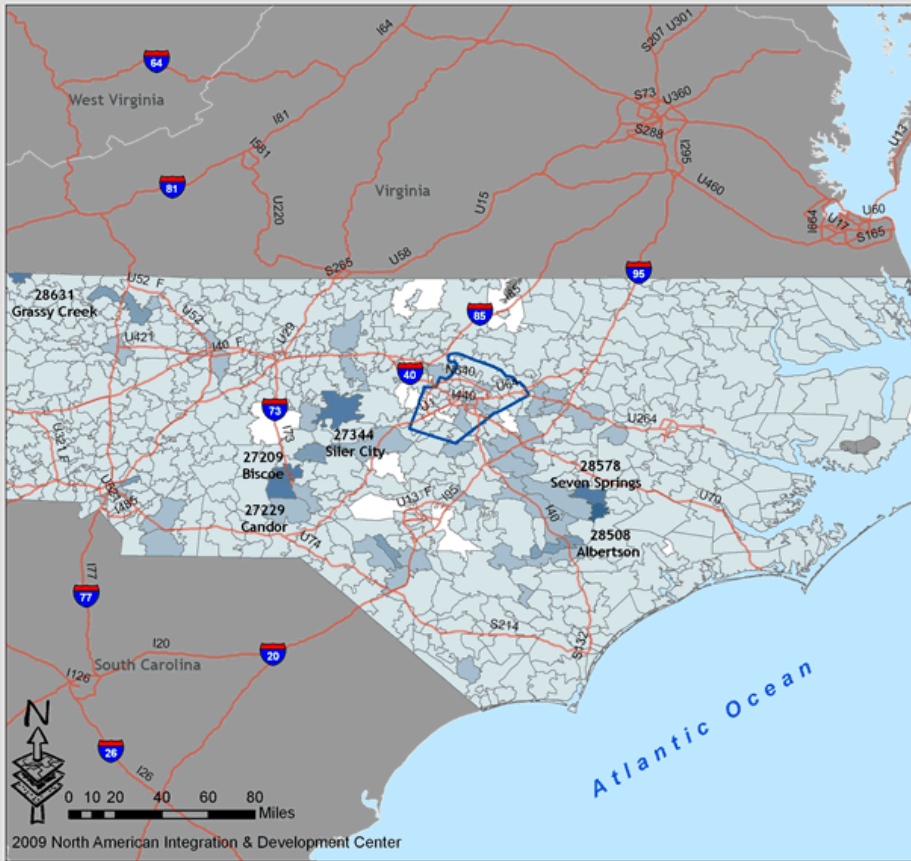 S207 U301
I64
64
West Virginia
S73 U360
I81
S288
U13
I581
I295
81
Virginia
U460
U220
U15
I664
U17
U60
S165
U58
S265
95
U52 F
28631
Grassy Creek
I85
85
U52
U29
U421
I40 F
40
N540
U64
I440
U1
73
I73
U264
27344
Siler City
U321 F
27209
Biscoe
28578
Seven Springs
U13 F
I95
U70
I485
27229
Candor
I40
28508
Albertson
U74
I77
77
S214
I20
20
S132
South Carolina
I126
N
26
I26
Atlantic Ocean
0 10 20 40 60 80
Miles
2009 North American Integration & Development Center